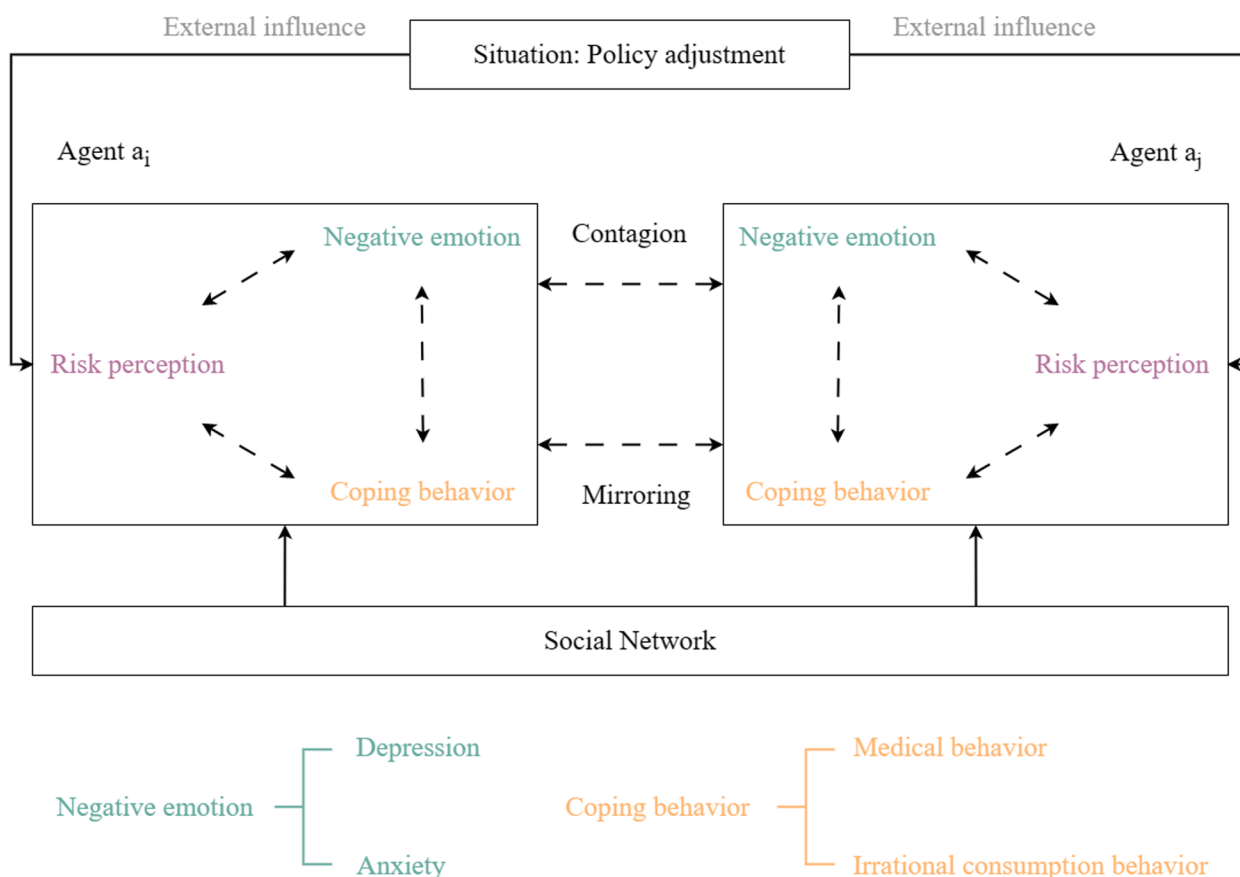 External influence
Situation: Policy adjustment
External influence
Agent ai
Agent aj
Negative emotion
Contagion
Negative emotion
Risk perception
Risk perception
Coping behavior
Mirroring
Coping behavior
Social Network
Depression
Medical behavior
Negative emotion
Coping behavior
Anxiety
Irrational consumption behavior